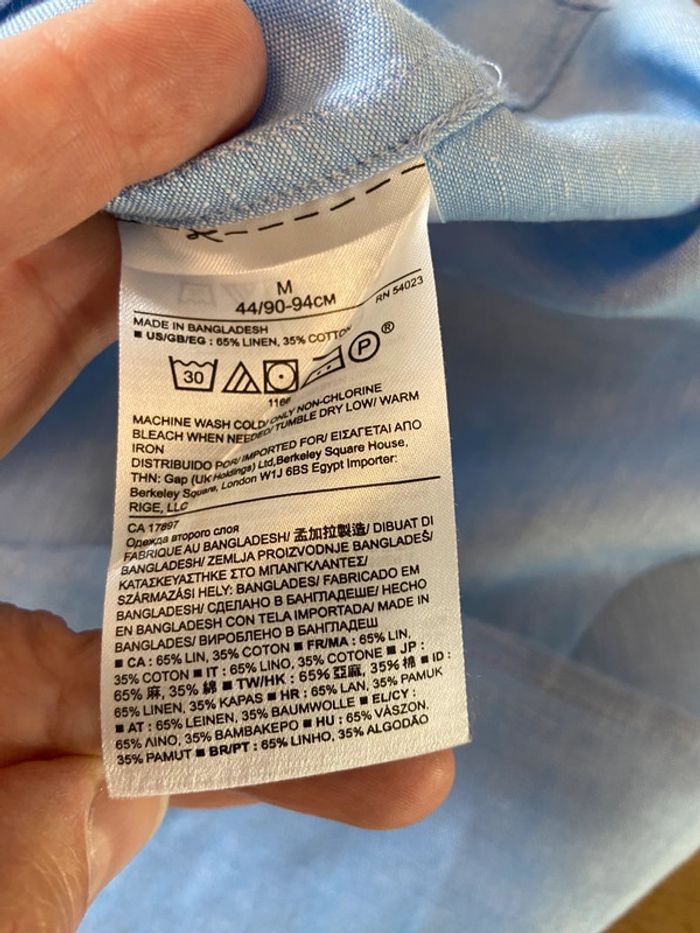 M
44/90-94CM
RN 54023
MADE IN BANGLADESH
■ US/GB/EG : 65% LINEN, 35% COTTON
30
P ®
1166
MACHINE WASH COLD/ ONLY NON-CHLORINE
BLEACH WHEN NEEDED/TUMBLE DRY LOW/ WARM
IRON
DISTRIBUIDO POR/ IMPORTED FOR/ ΕΙΣΑΓΕΤΑΙ ΑΠΟ
THN: Gap (UK Holdings) Ltd,Berkeley Square House,
Berkeley Square, London W1J 6BS Egypt Importer:
RIGE, LLC
CA 17897
Одежда второго слоя
FABRIQUE AU BANGLADESH/ 孟加拉製造/ DIBUAT DI
BANGLADESH/ ZEMLJA PROIZVODNJE BANGLADEŠ/
ΚΑΤΑΣΚΕΥΑΣΤΗΚΕ ΣΤΟ ΜΠΑΝΓΚΛΑΝΤΕΣ/
SZÁRMAZÁSI HELY: BANGLADES/ FABRICADO EM
BANGLADESH/ СДЕЛАНО В БАНГЛАДЕШЕ/ HECHO
EN BANGLADESH CON TELA IMPORTADA/ MADE IN
BANGLADES/ ВИРОБЛЕНО В БАНГЛАДЕШ
■ CA : 65% LIN, 35% COTON ■ FR/MA : 65% LIN,
35% COTON ■ IT : 65% LINO, 35% COTONE ■ JP :
65% 麻, 35% 綿 ■ TW/HK : 65% 亞麻, 35% 棉 ■ ID :
65% LINEN, 35% KAPAS ■ HR : 65% LAN, 35% PAMUK
■ AT : 65% LEINEN, 35% BAUMWOLLE ■ EL/CY :
65% ΛΙΝΟ, 35% ΒΑΜΒΑΚΕΡΟ ■ HU : 65% VÁSZON,
35% PAMUT ■ BR/PT : 65% LINHO, 35% ALGODÃO